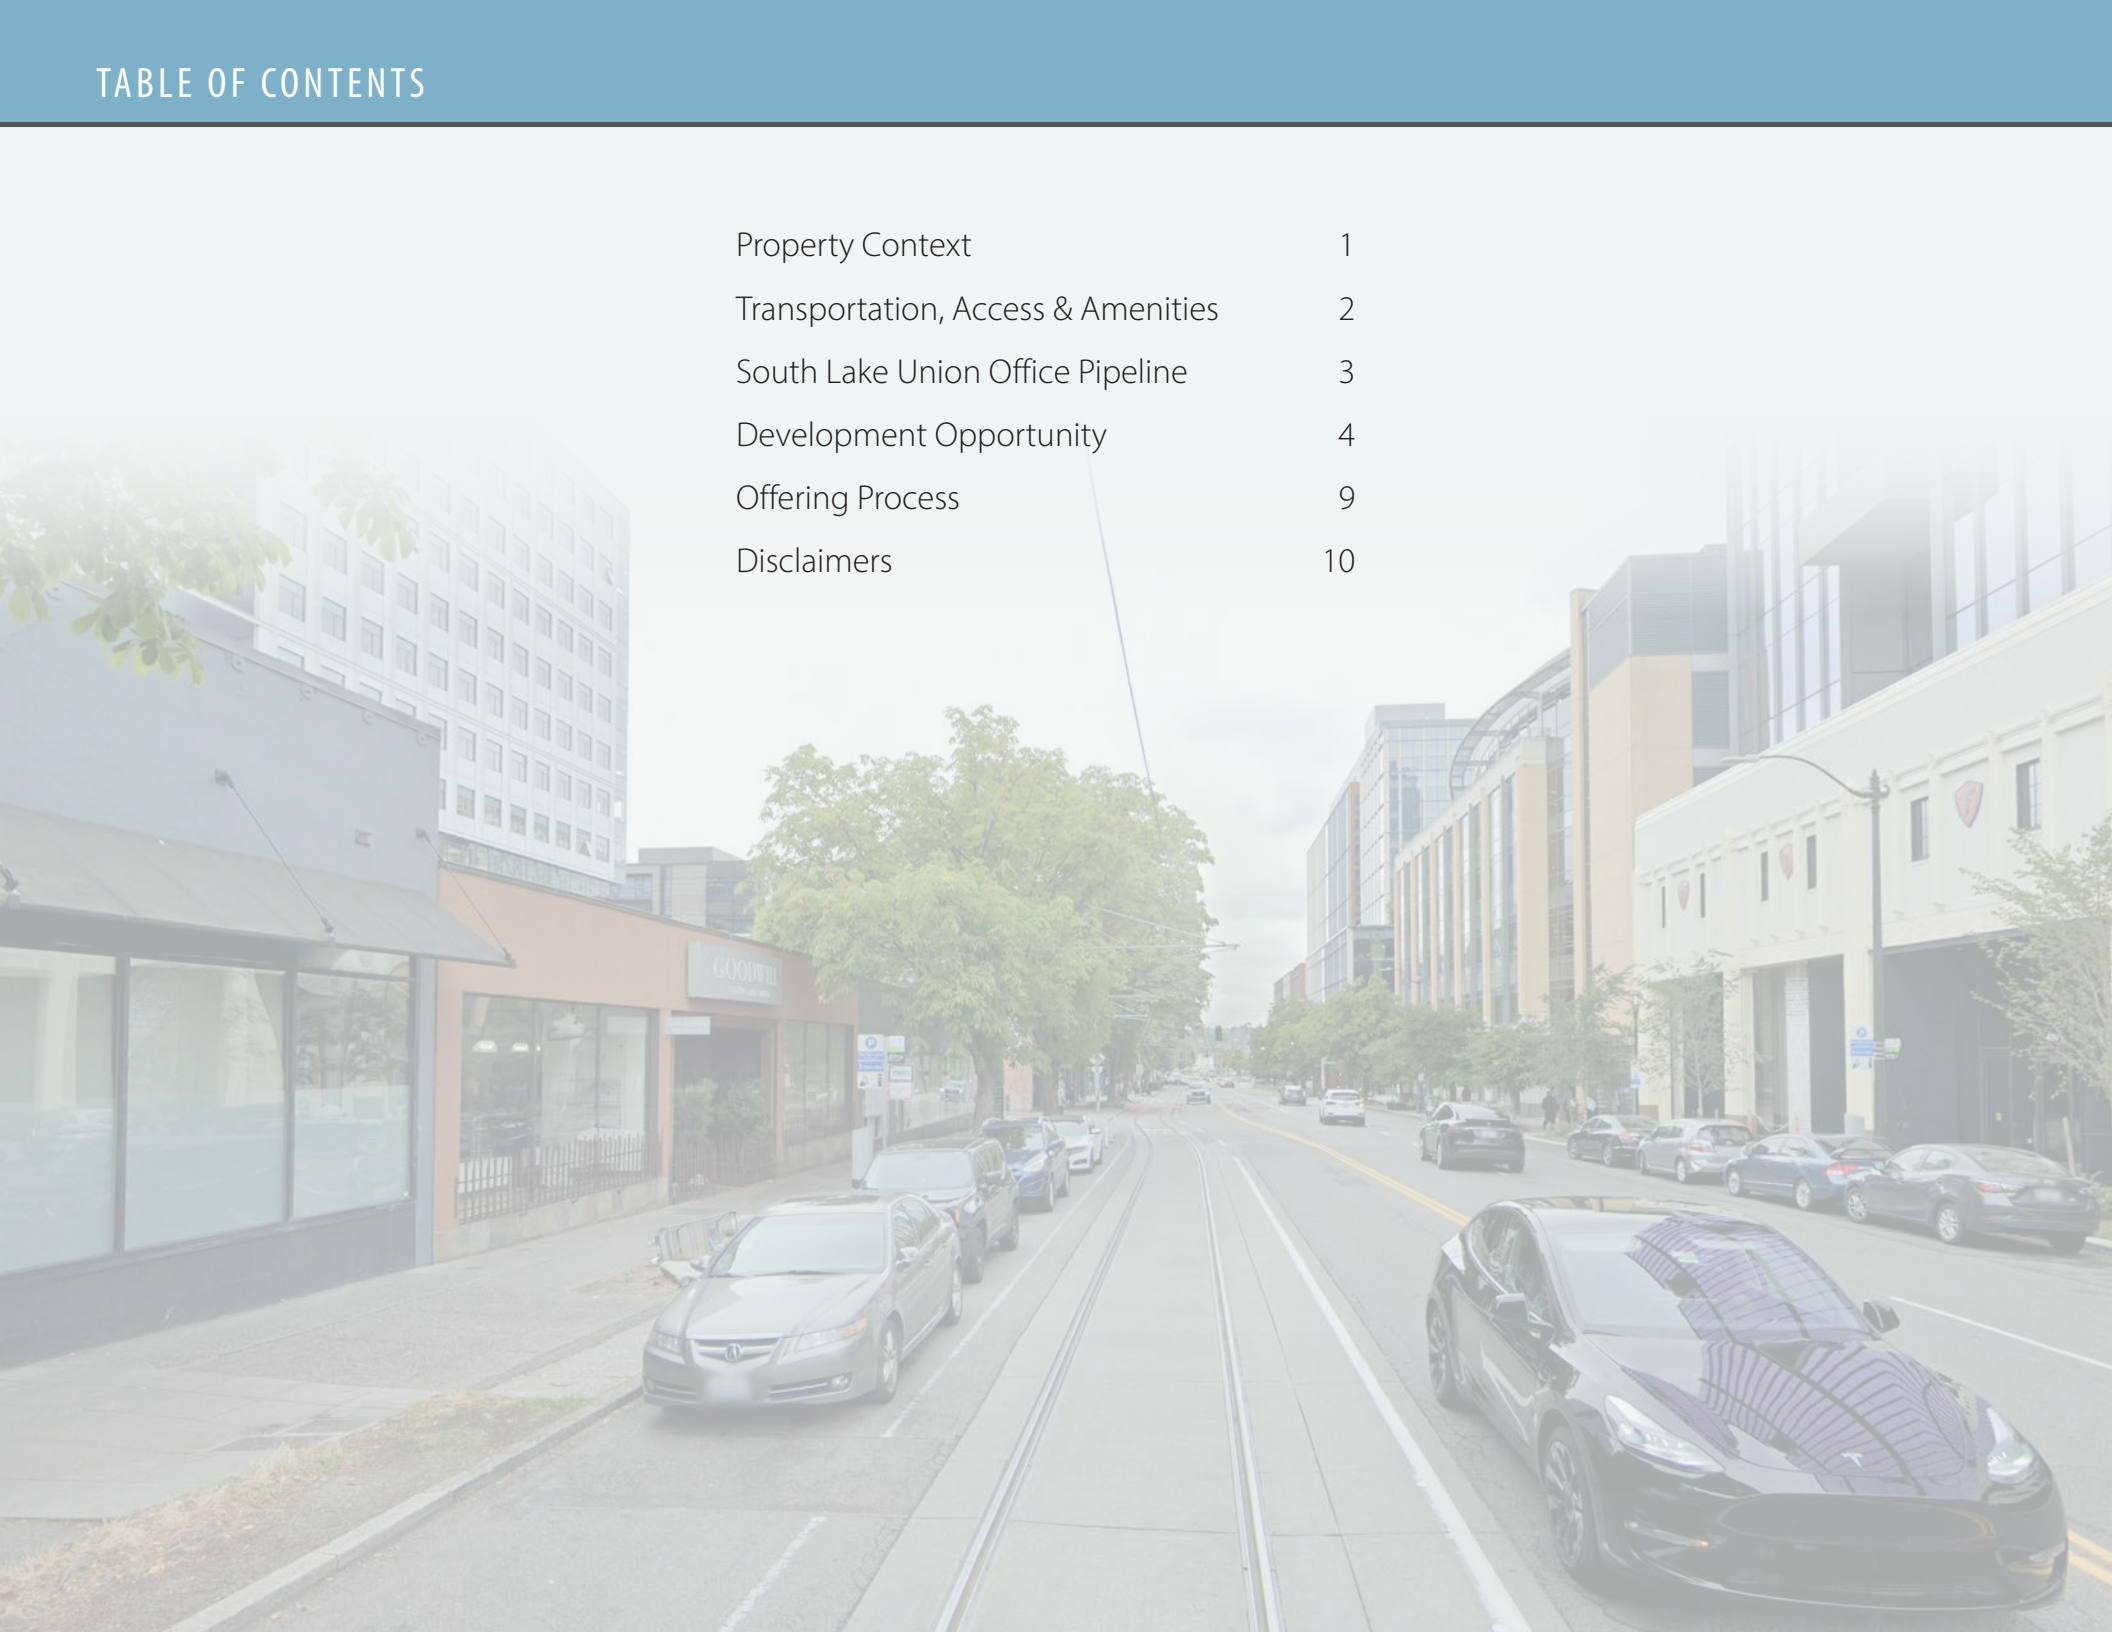 TABLE OF CONTENTS
Property Context 1
Transportation, Access & Amenities 2
South Lake Union Office Pipeline 3
Development Opportunity 4
Offering Process 9
Disclaimers 10
GOODWILL